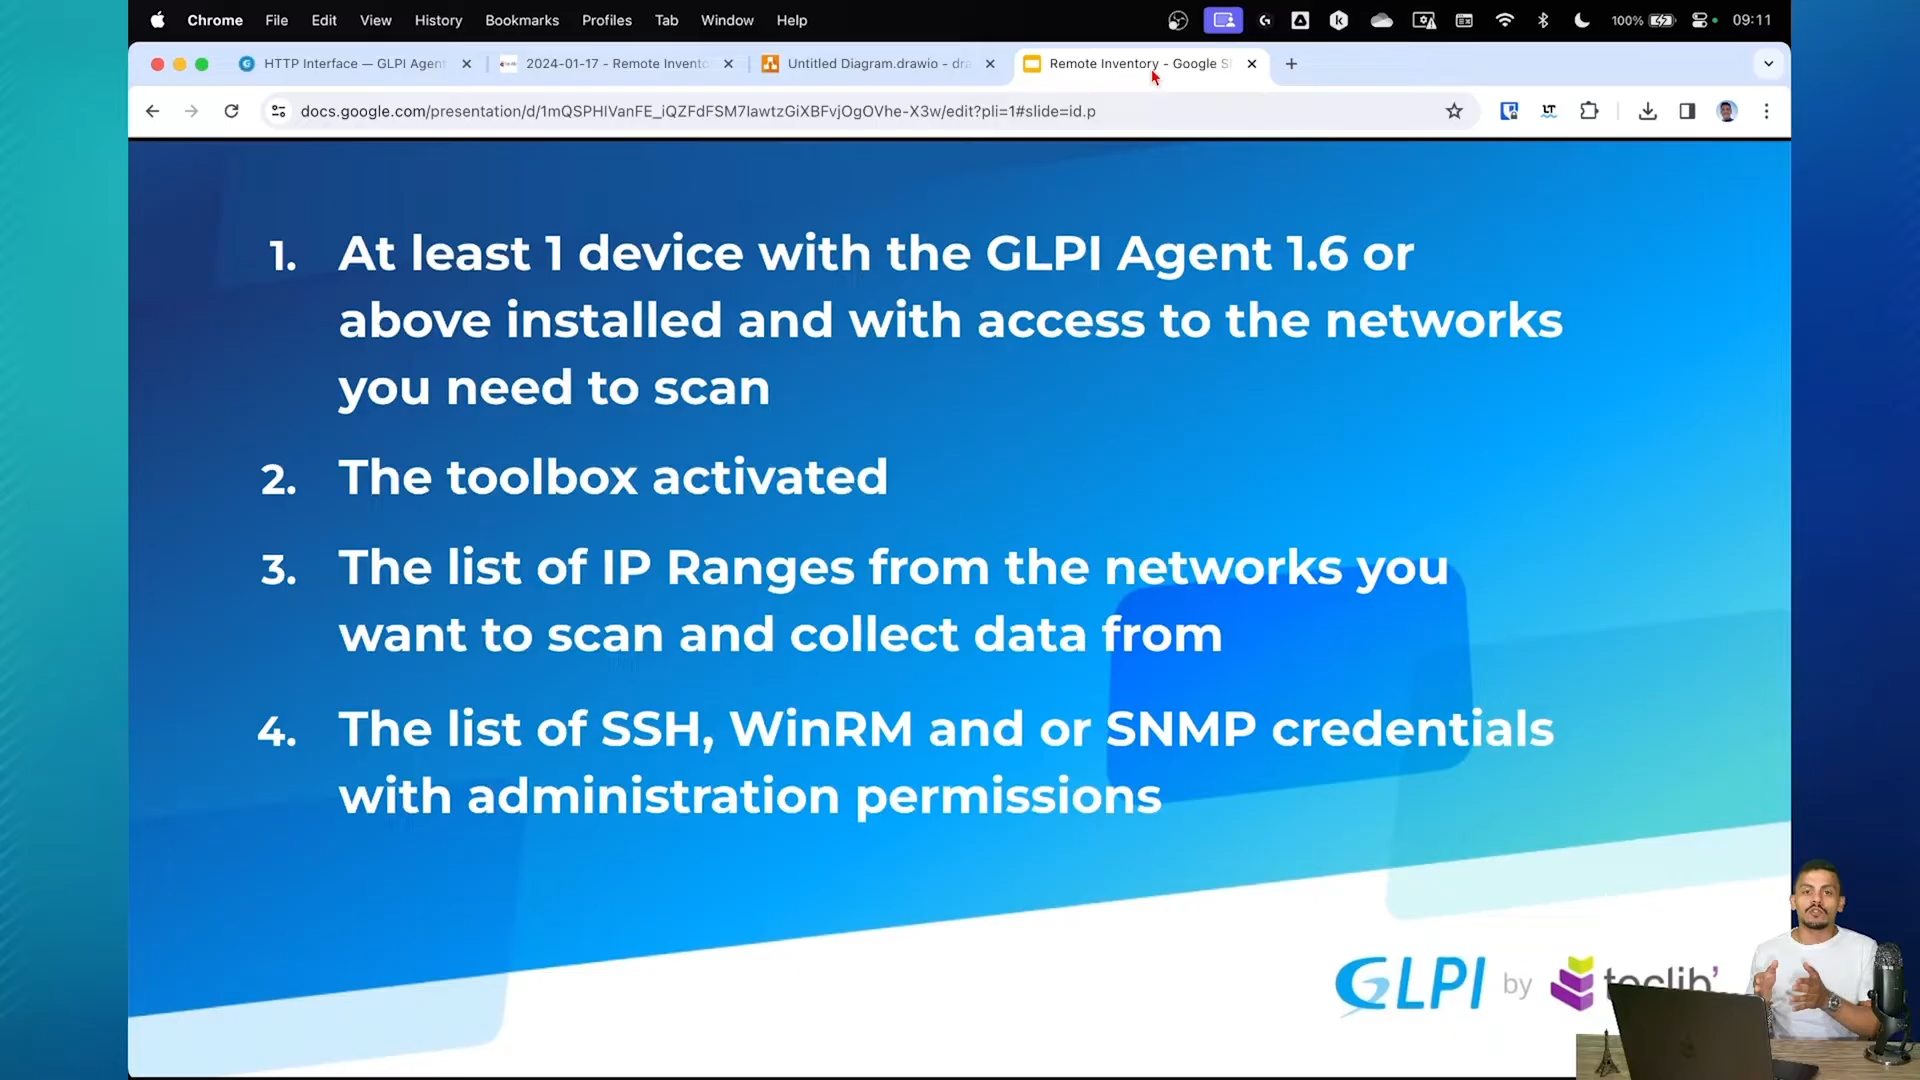 Chrome File Edit View History Bookmarks Profiles Tab Window Help 100% 09:11
HTTP Interface — GLPI Agent 2024-01-17 - Remote Invento Untitled Diagram.drawio - dra Remote Inventory - Google S
docs.google.com/presentation/d/1mQSPHIVanFE_iQZFdFSM7IawtzGiXBFvjOgOVhe-X3w/edit?pli=1#slide=id.p
1. At least 1 device with the GLPI Agent 1.6 or
above installed and with access to the networks
you need to scan
2. The toolbox activated
3. The list of IP Ranges from the networks you
want to scan and collect data from
4. The list of SSH, WinRM and or SNMP credentials
with administration permissions
GLPI by teclib'